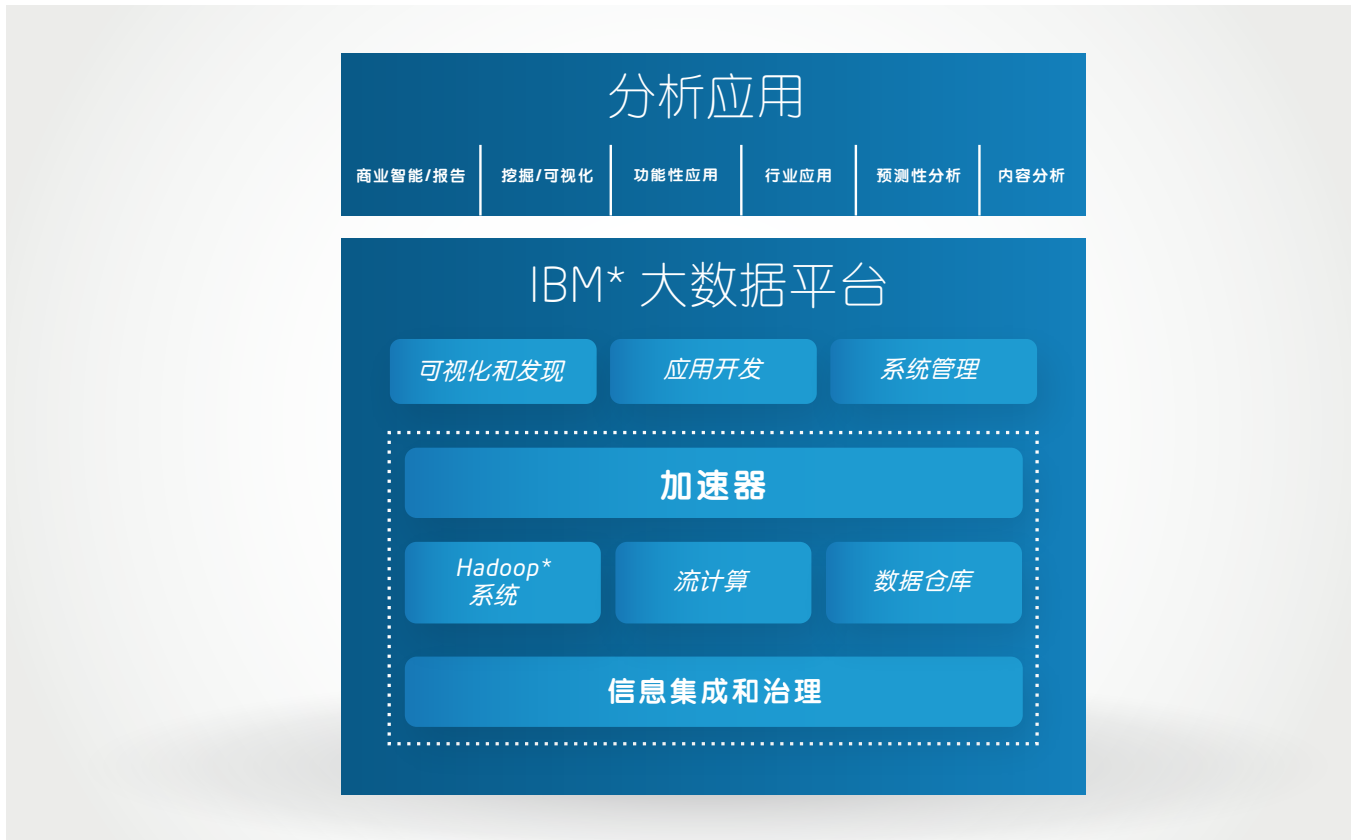 分析应用
商业智能/报告
挖掘/可视化
功能性应用
行业应用
预测性分析
内容分析
IBM* 大数据平台
可视化和发现
应用开发
系统管理
加速器
Hadoop*
系统
流计算
数据仓库
信息集成和治理